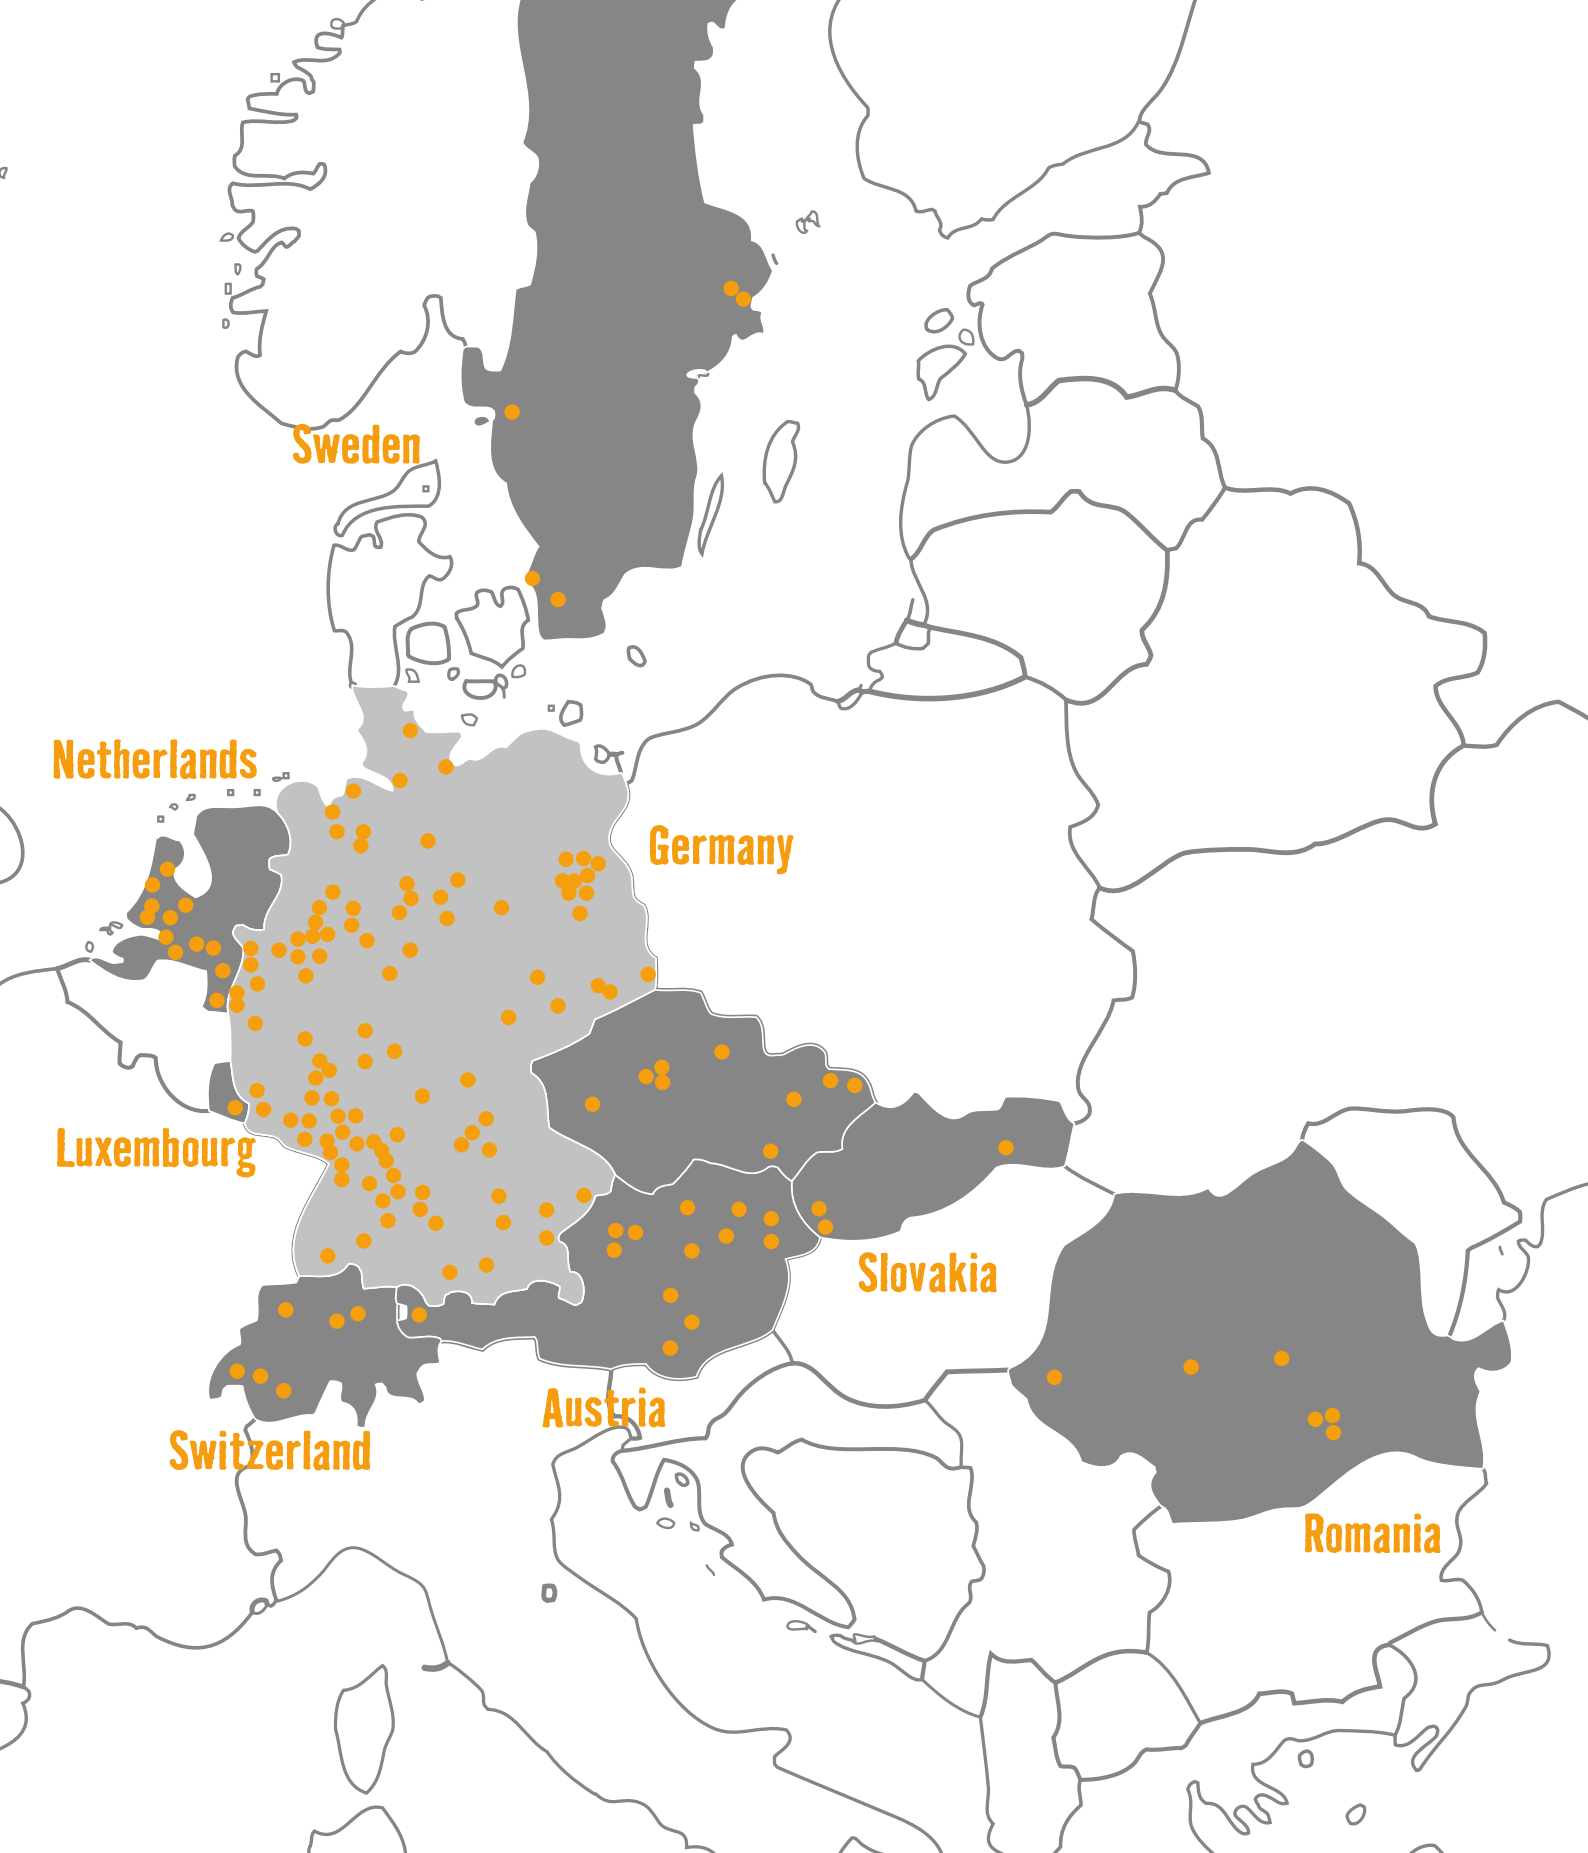 Sweden
Netherlands
Germany
Luxembourg
Slovakia
Austria
Switzerland
Romania